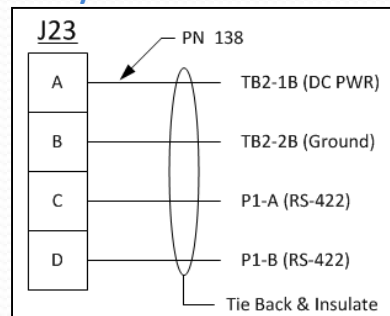 J23
PN 138
A TB2-1B (DC PWR)
B TB2-2B (Ground)
C P1-A (RS-422)
D P1-B (RS-422)
Tie Back & Insulate